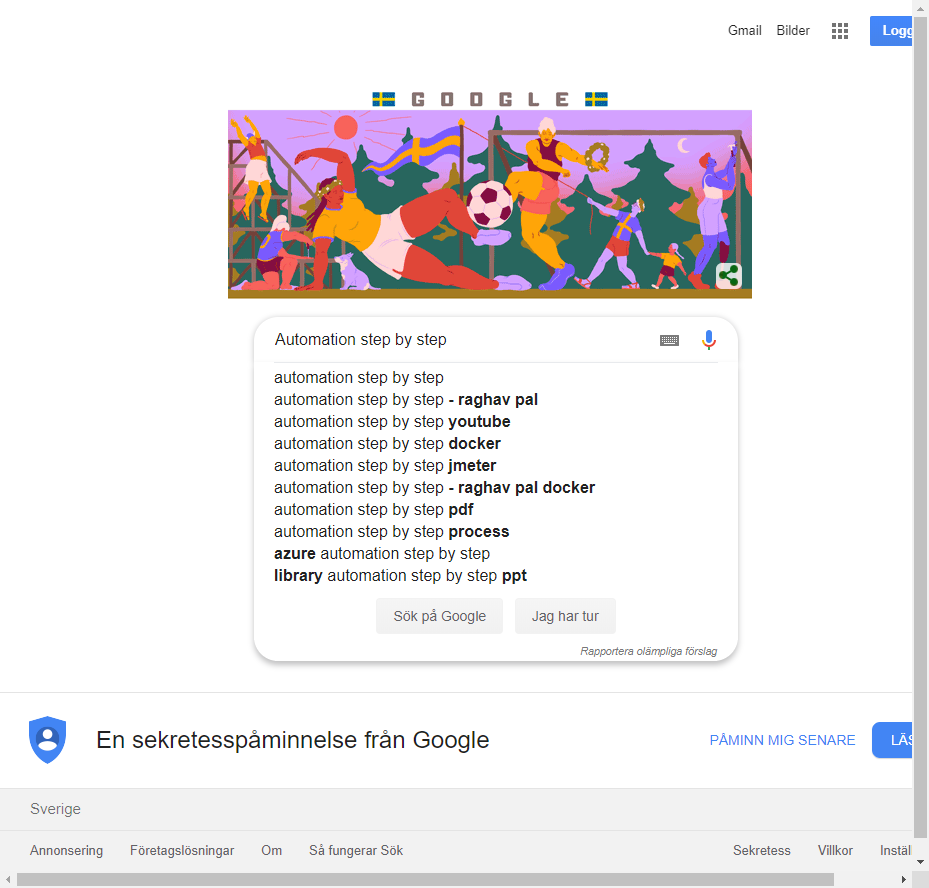 Gmail Bilder Logg
GOOGLE
Automation step by step
automation step by step
automation step by step - raghav pal
automation step by step youtube
automation step by step docker
automation step by step jmeter
automation step by step - raghav pal docker
automation step by step pdf
automation step by step process
azure automation step by step
library automation step by step ppt
Sök på Google Jag har tur
Rapportera olämpliga förslag
En sekretesspåminnelse från Google PÅMINN MIG SENARE LÄS
Sverige
Annonsering Företagslösningar Om Så fungerar Sök Sekretess Villkor Inställ